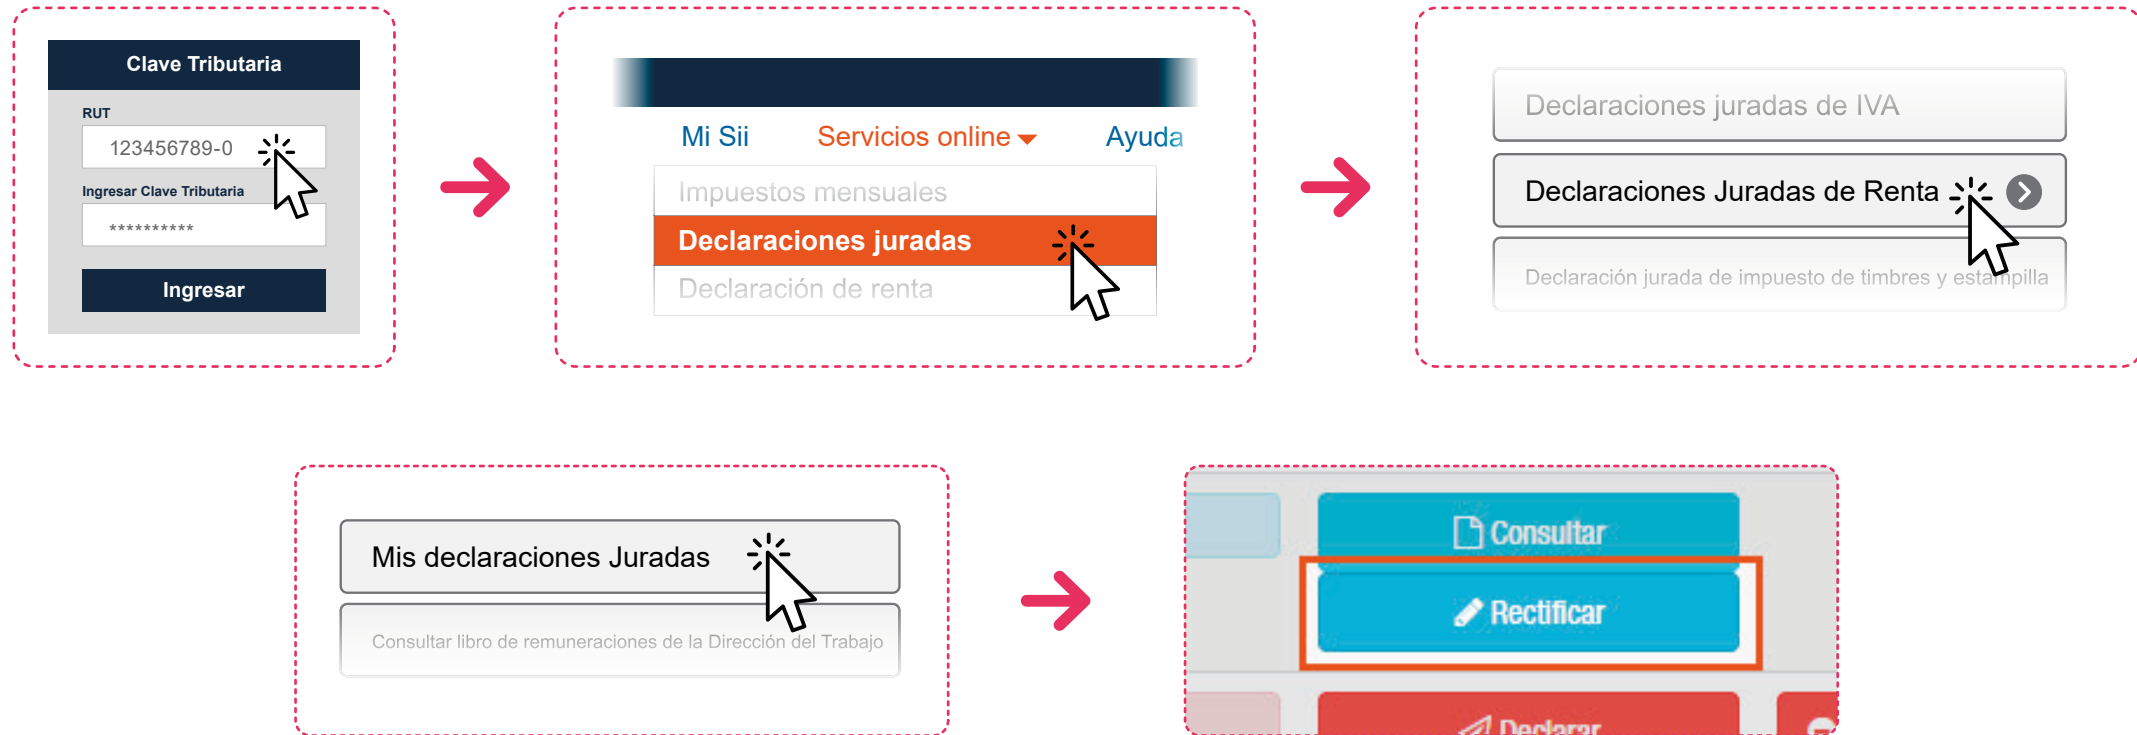 Clave Tributaria
RUT
123456789-0
Ingresar Clave Tributaria
**********
Ingresar
Mi Sii Servicios online Ayuda
Impuestos mensuales
Declaraciones juradas
Declaración de renta
Declaraciones juradas de IVA
Declaraciones Juradas de Renta
Declaración jurada de impuesto de timbres y estampilla
Mis declaraciones Juradas
Consultar libro de remuneraciones de la Dirección del Trabajo
Consultar
Rectificar
Declarar